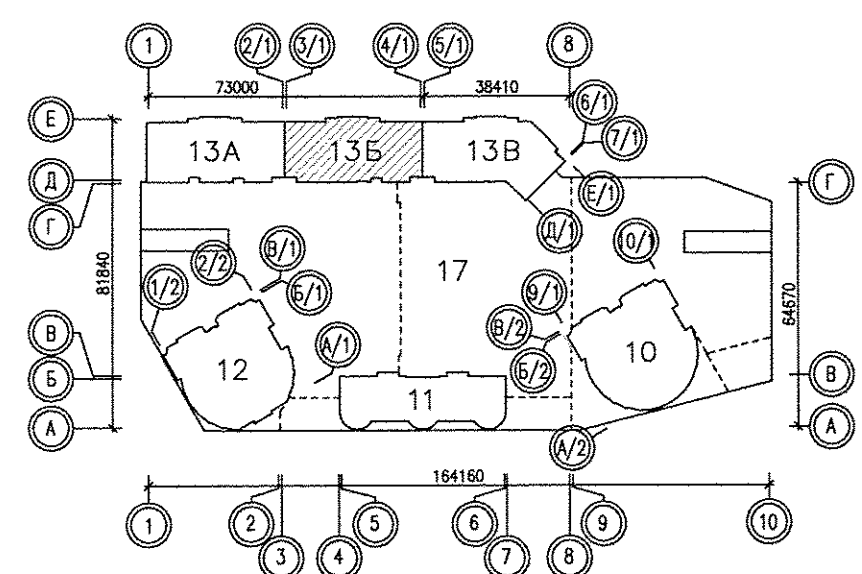 1 2/1 3/1 4/1 5/1 8
73000 38410
6/1
7/1
Е
Д
Г
13А 13Б 13В
Е/1
Д/1
Г
81840
2/2 В/1
Б/1
1/2
17
10/1
9/1
В/2
Б/2
64670
В
Б
А
12
А/1
11
10
В
А
А/2
164160
1 2 5 6 9 10
3 4 7 8